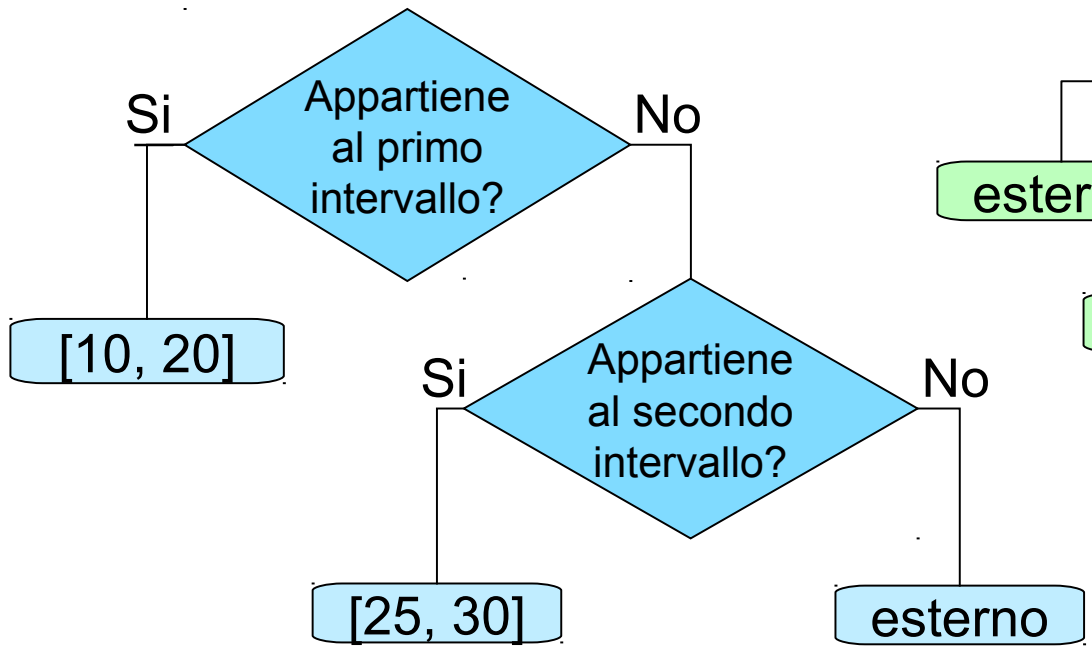 Appartiene
al primo
intervallo?
Si
No
[10, 20]
Appartiene
al secondo
intervallo?
Si
No
[25, 30]
esterno